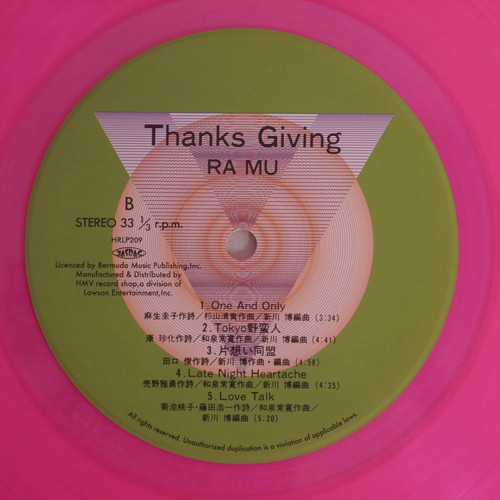 Thanks Giving
RA MU
B
STEREO 33 1/3 r.p.m.
HRLP209
JASRAC
Licenced by Bermuda Music Publishing,Inc.
Manufactured & Distributed by
HMV record shop,a division of
Lawson Entertainment,Inc.
1.One And Only
麻生圭子作詩/杉山清貴作曲/新川 博編曲 (3:34)
2.Tokyo野蛮人
康 珍化作詩/和泉常寛作曲/新川 博編曲 (4:41)
3.片想い同盟
田口 俊作詩/新川 博作曲・編曲 (4:58)
4.Late Night Heartache
売野雅勇作詩/和泉常寛作曲/新川 博編曲 (4:35)
5.Love Talk
菊池桃子・藤田浩一作詩/和泉常寛作曲/
新川 博編曲 (5:20)
All rights reserved. Unauthorized duplication is a violation of applicable laws.